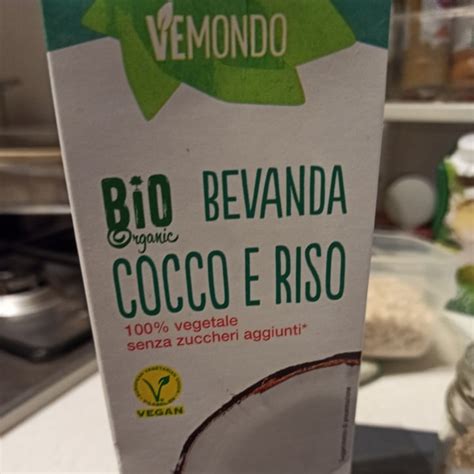 VEMONDO
BIO
Organic
BEVANDA
COCCO E RISO
100% vegetale
senza zuccheri aggiunti*
VEGAN